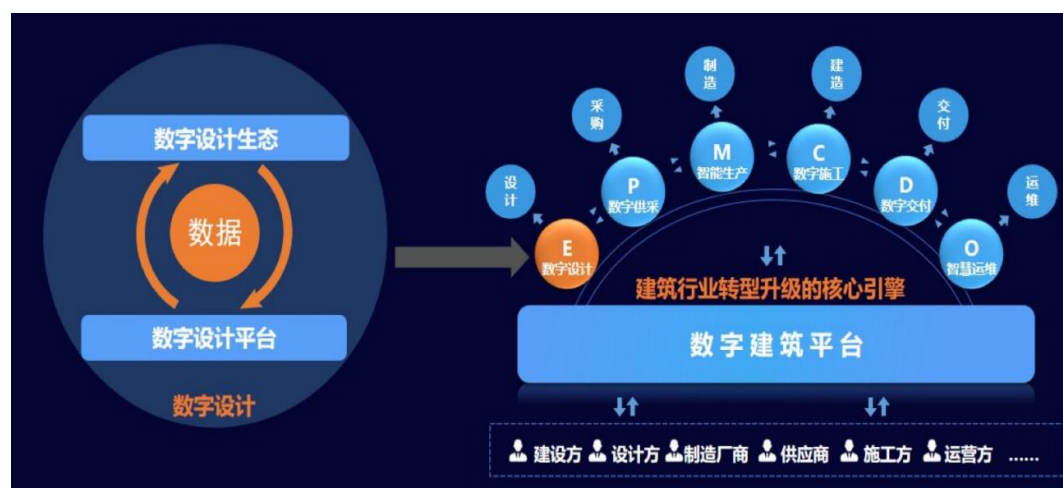 数字设计生态
数据
数字设计平台
数字设计
设计
采购
制造
建造
交付
运维
E
数字设计
P
数字供采
M
智能生产
C
数字施工
D
数字交付
O
智慧运维
建筑行业转型升级的核心引擎
数字建筑平台
建设方 设计方 制造厂商 供应商 施工方 运营方 ……